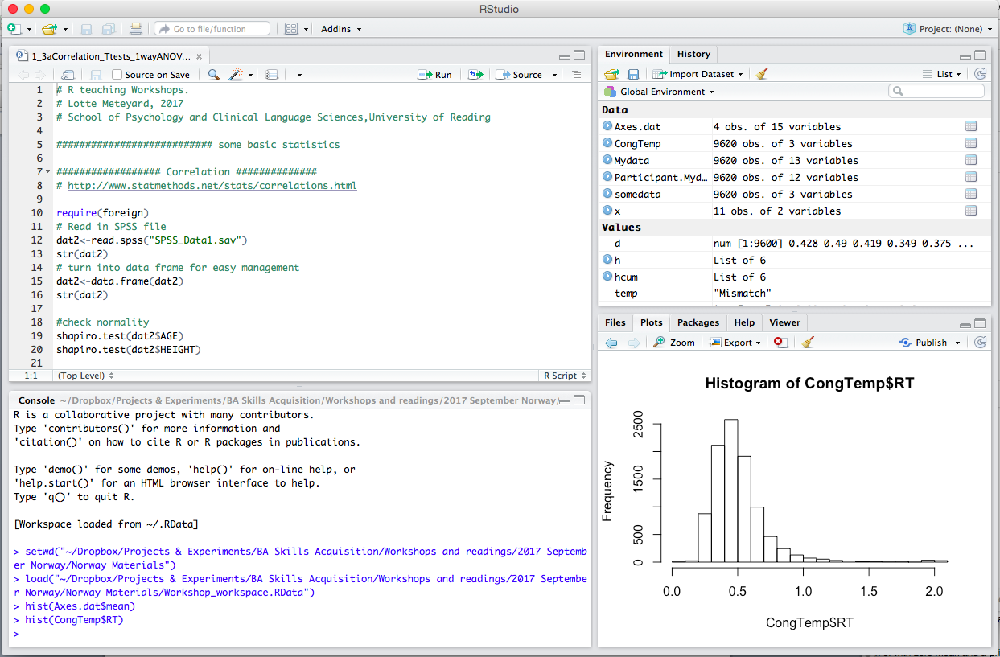 RStudio
Go to file/function
Addins
Project: (None)
1_3aCorrelation_Ttests_1wayANOV...
Source on Save
Run
Source
1 # R teaching Workshops.
2 # Lotte Meteyard, 2017
3 # School of Psychology and Clinical Language Sciences,University of Reading
4
5 ########################### some basic statistics
6
7 ################## Correlation ##############
8 # http://www.statmethods.net/stats/correlations.html
9
10 require(foreign)
11 # Read in SPSS file
12 dat2<-read.spss("SPSS_Data1.sav")
13 str(dat2)
14 # turn into data frame for easy management
15 dat2<-data.frame(dat2)
16 str(dat2)
17
18 #check normality
19 shapiro.test(dat2$AGE)
20 shapiro.test(dat2$HEIGHT)
21
1:1 (Top Level) R Script
Console ~/Dropbox/Projects & Experiments/BA Skills Acquisition/Workshops and readings/2017 September Norway/
R is a collaborative project with many contributors.
Type 'contributors()' for more information and
'citation()' on how to cite R or R packages in publications.

Type 'demo()' for some demos, 'help()' for on-line help, or
'help.start()' for an HTML browser interface to help.
Type 'q()' to quit R.

[Workspace loaded from ~/.RData]

> setwd("~/Dropbox/Projects & Experiments/BA Skills Acquisition/Workshops and readings/2017 Septemb
er Norway/Norway Materials")
> load("~/Dropbox/Projects & Experiments/BA Skills Acquisition/Workshops and readings/2017 Septembe
r Norway/Norway Materials/Workshop_workspace.RData")
> hist(Axes.dat$mean)
> hist(CongTemp$RT)
>
Environment History
Import Dataset List
Global Environment
Data
Axes.dat 4 obs. of 15 variables
CongTemp 9600 obs. of 3 variables
Mydata 9600 obs. of 13 variables
Participant.Myd... 9600 obs. of 12 variables
somedata 9600 obs. of 3 variables
x 11 obs. of 2 variables
Values
d num [1:9600] 0.428 0.49 0.419 0.349 0.375 ...
h List of 6
hcum List of 6
temp "Mismatch"
Files Plots Packages Help Viewer
Zoom Export Publish
Histogram of CongTemp$RT
Frequency
2500
1500
500
0
0.0 0.5 1.0 1.5 2.0
CongTemp$RT